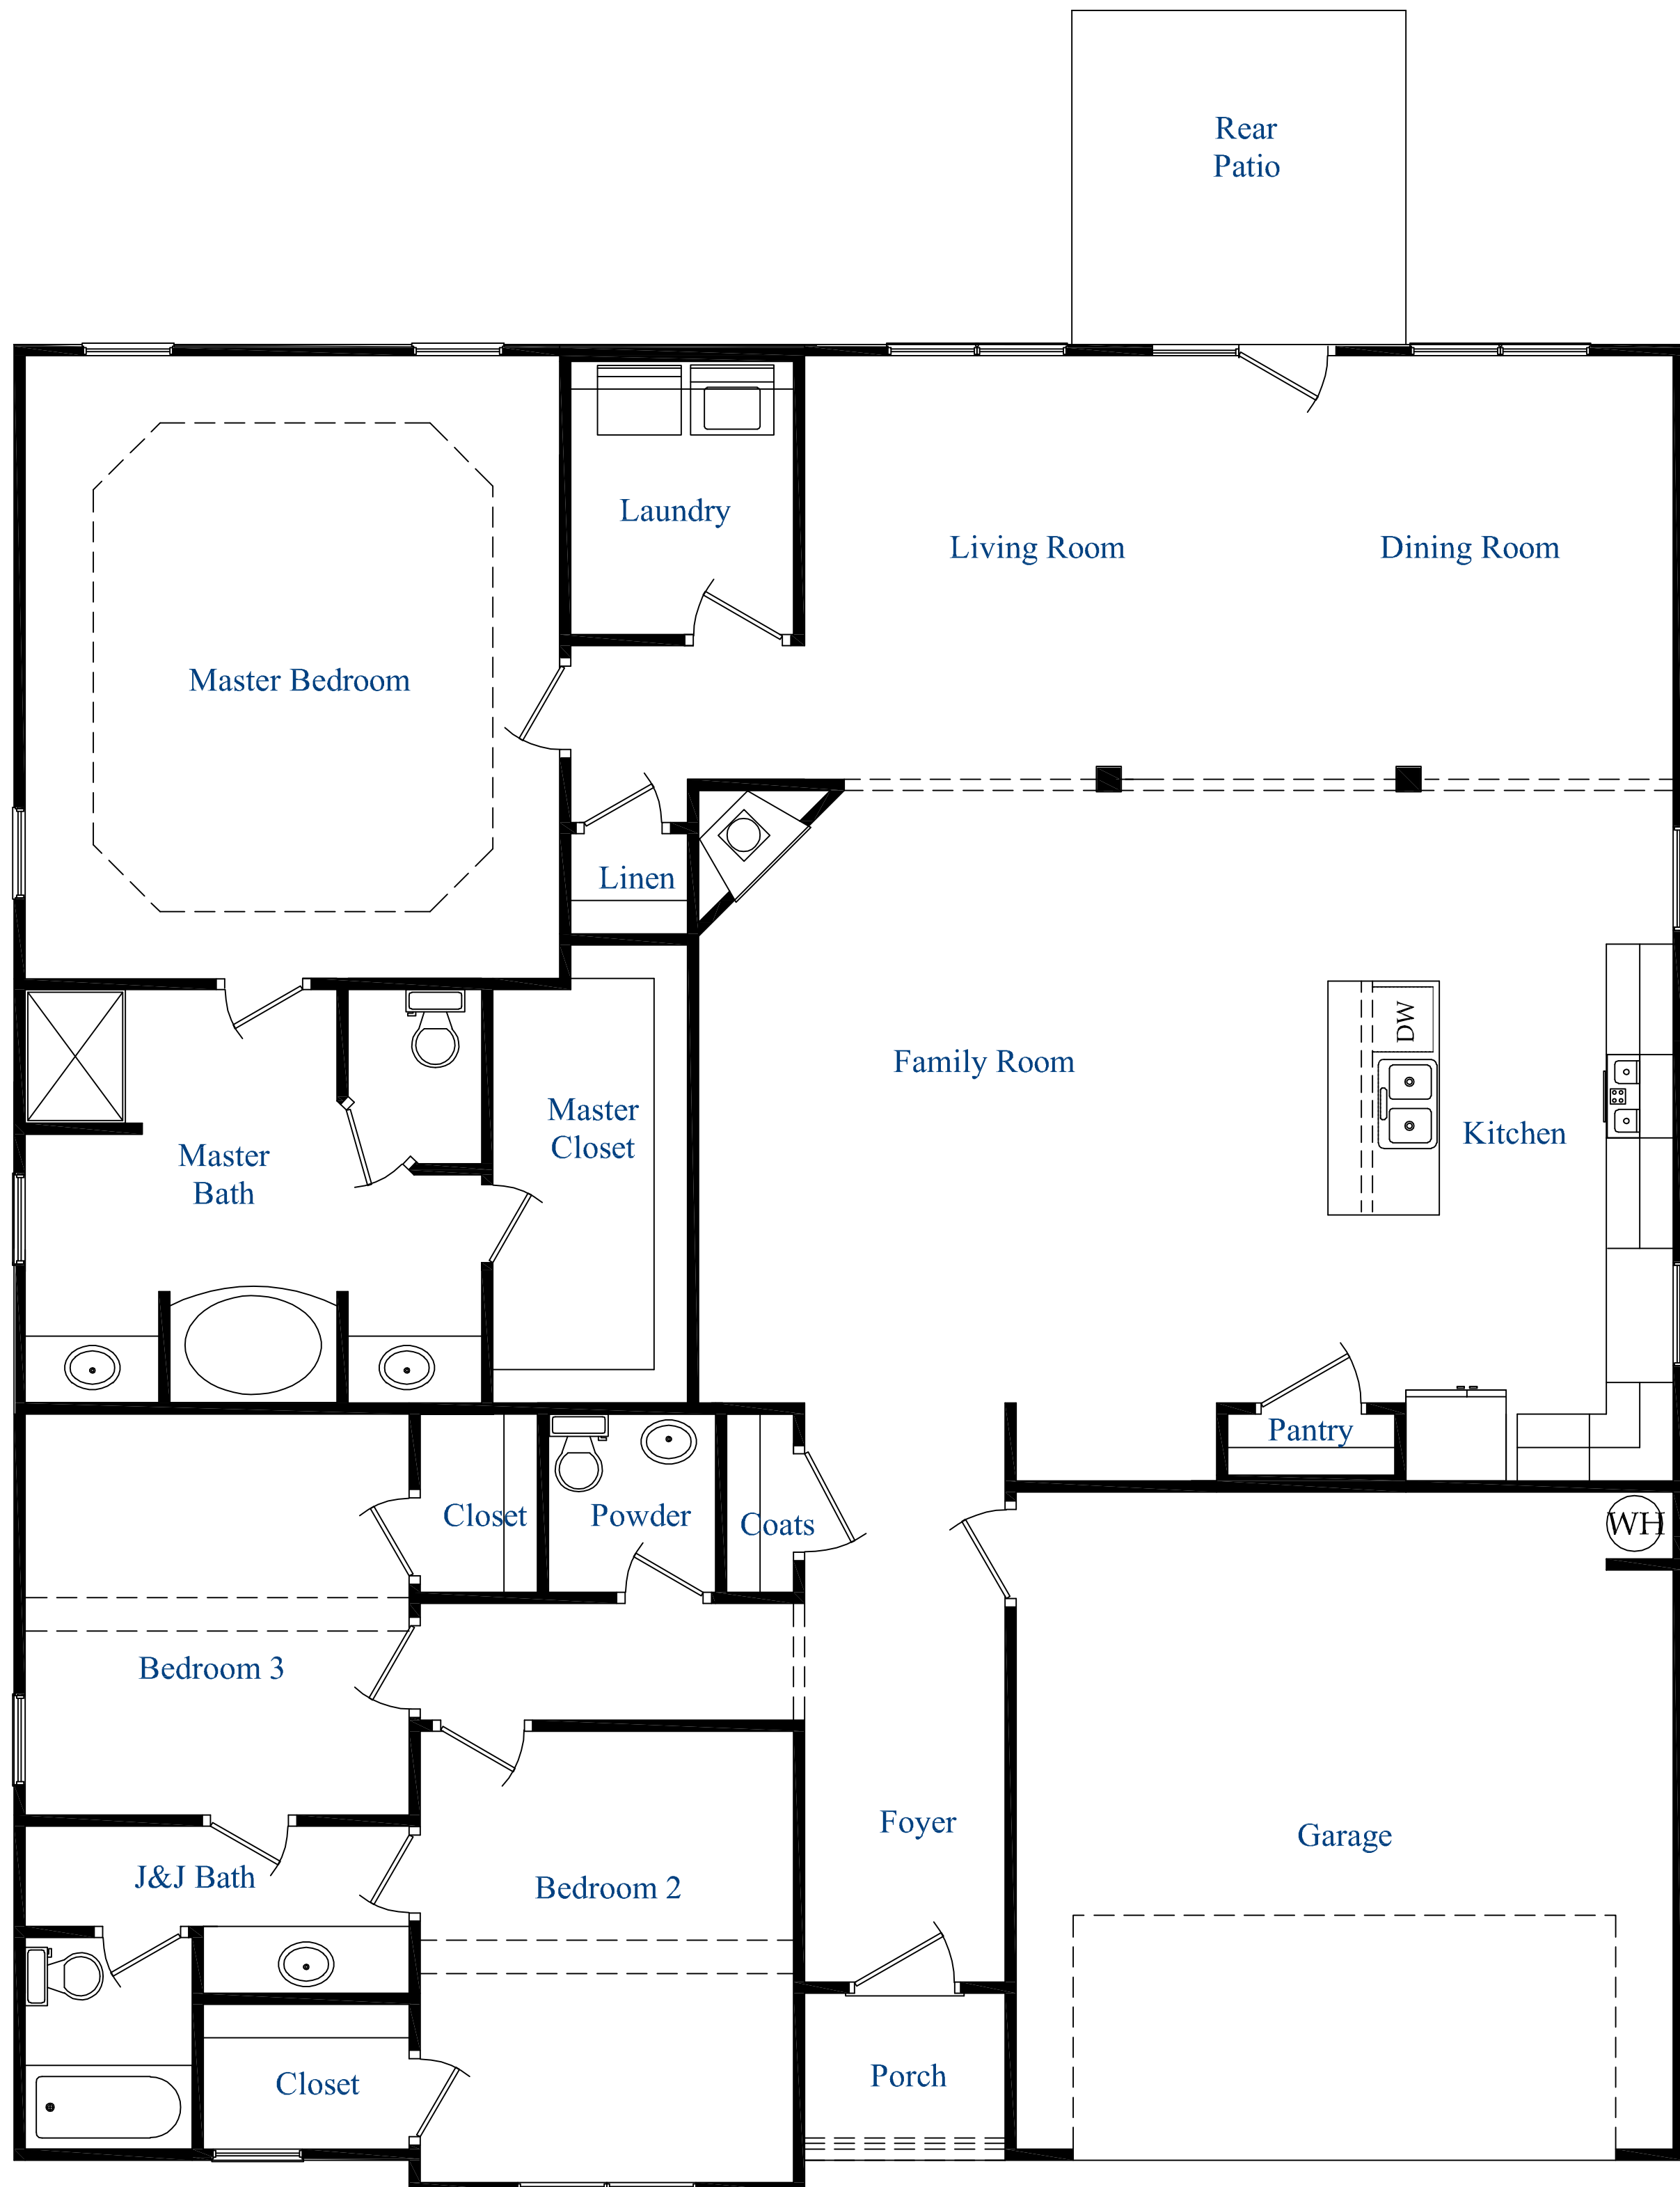 Rear
Patio
Laundry
Living Room
Dining Room
Master Bedroom
Linen
DW
Family Room
Master
Closet
Kitchen
Master
Bath
Pantry
Closet
Powder
Coats
WH
Bedroom 3
Foyer
Garage
J&J Bath
Bedroom 2
Porch
Closet